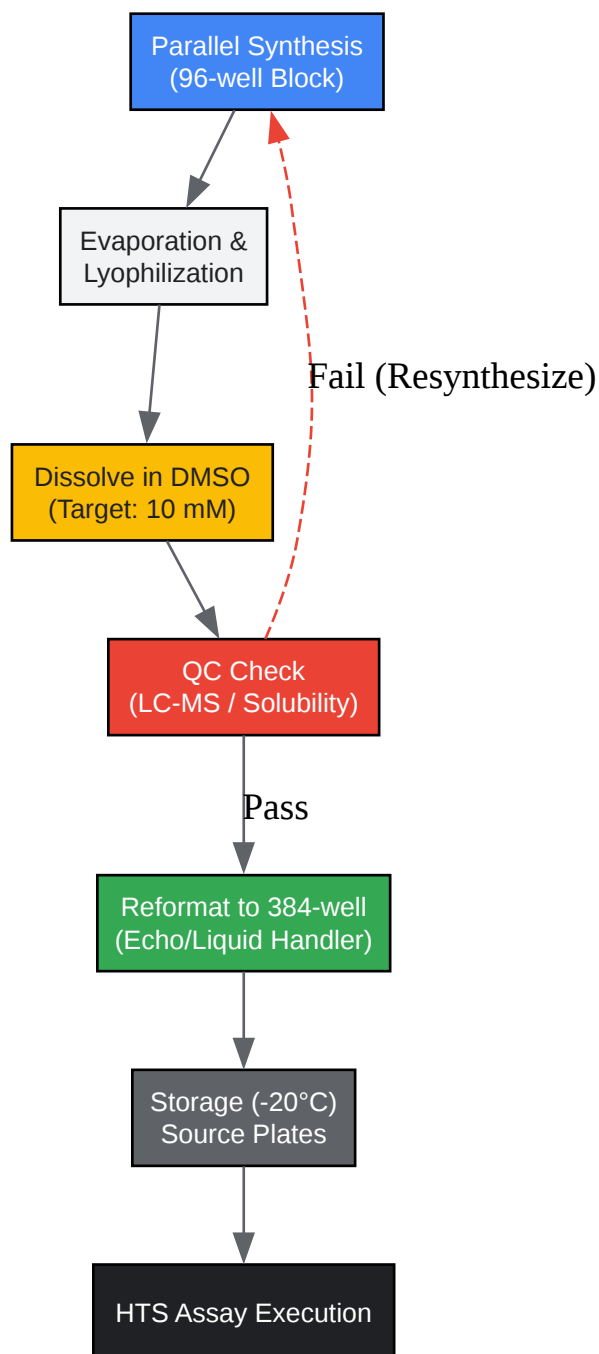 Parallel Synthesis
(96-well Block)
Evaporation &
Lyophilization
Fail (Resynthesize)
Dissolve in DMSO
(Target: 10 mM)
QC Check
(LC-MS / Solubility)
Pass
Reformat to 384-well
(Echo/Liquid Handler)
Storage (-20°C)
Source Plates
HTS Assay Execution